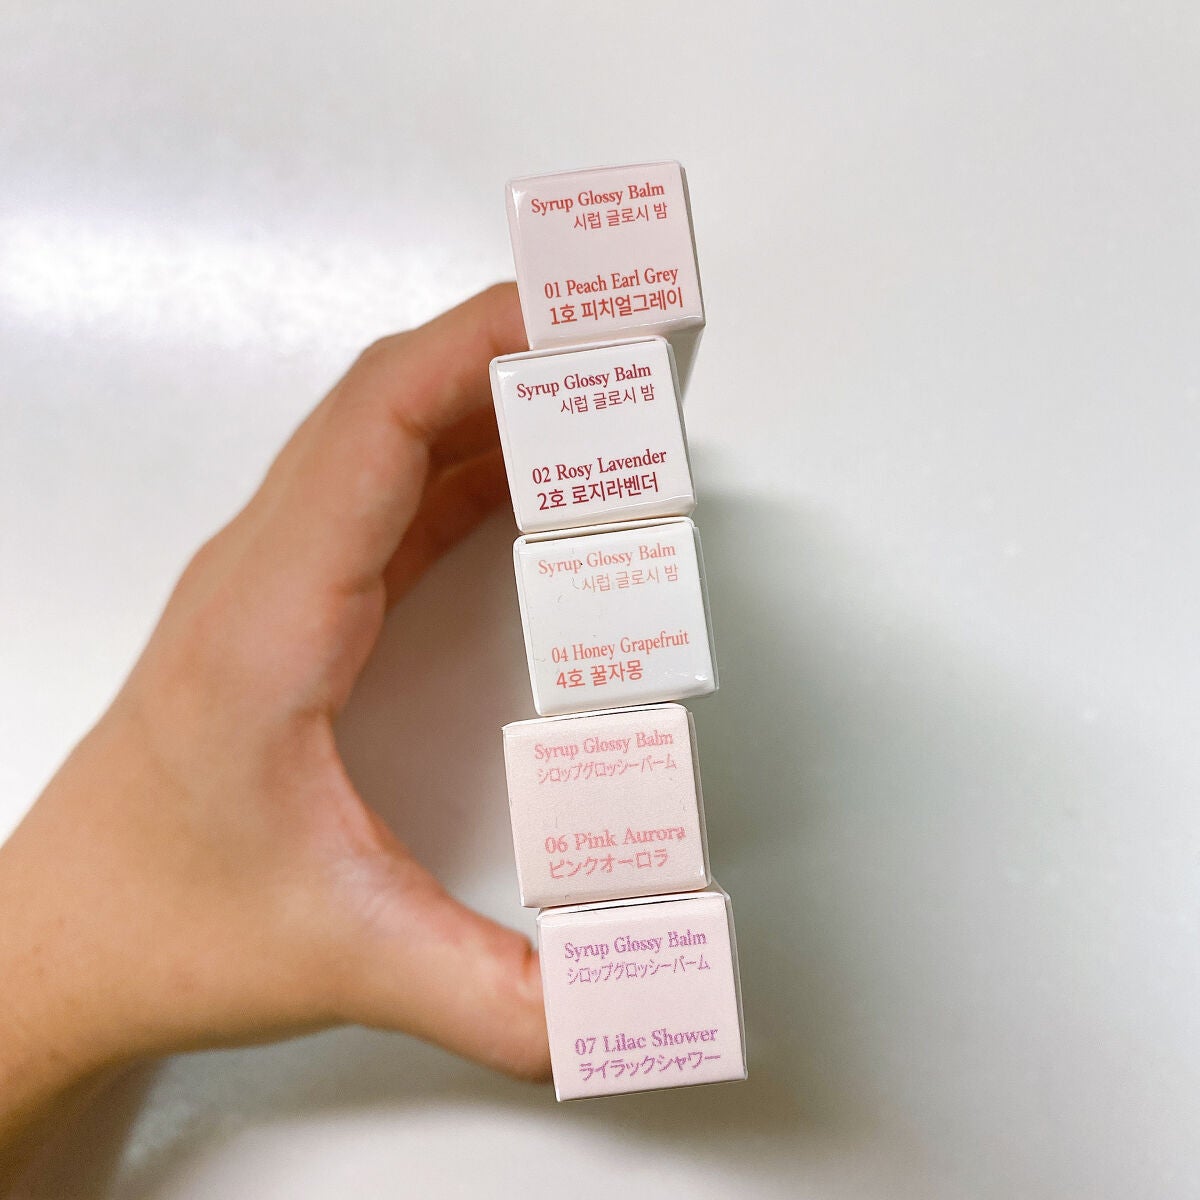 Syrup Glossy Balm
시럽 글로시 밤
01 Peach Earl Grey
1호 피치얼그레이
Syrup Glossy Balm
시럽 글로시 밤
02 Rosy Lavender
2호 로지라벤더
Syrup Glossy Balm
시럽 글로시 밤
04 Honey Grapefruit
4호 꿀자몽
Syrup Glossy Balm
シロップグロッシーバーム
06 Pink Aurora
ピンクオーロラ
Syrup Glossy Balm
シロップグロッシーバーム
07 Lilac Shower
ライラックシャワー